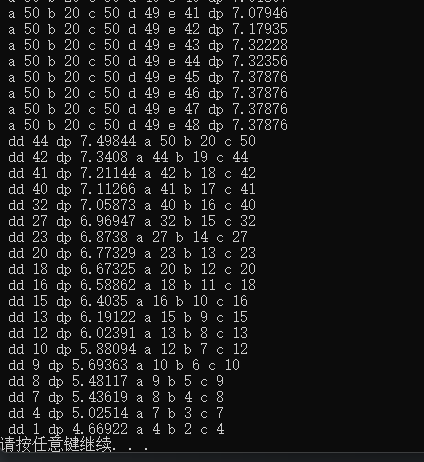 a 50 b 20 c 50 d 49 e 41 dp 7.07946
a 50 b 20 c 50 d 49 e 42 dp 7.17935
a 50 b 20 c 50 d 49 e 43 dp 7.32228
a 50 b 20 c 50 d 49 e 44 dp 7.32356
a 50 b 20 c 50 d 49 e 45 dp 7.37876
a 50 b 20 c 50 d 49 e 46 dp 7.37876
a 50 b 20 c 50 d 49 e 47 dp 7.37876
a 50 b 20 c 50 d 49 e 48 dp 7.37876
dd 44 dp 7.49844 a 50 b 20 c 50
dd 42 dp 7.3408 a 44 b 19 c 44
dd 41 dp 7.21144 a 42 b 18 c 42
dd 40 dp 7.11266 a 41 b 17 c 41
dd 32 dp 7.05873 a 40 b 16 c 40
dd 27 dp 6.96947 a 32 b 15 c 32
dd 23 dp 6.8738 a 27 b 14 c 27
dd 20 dp 6.77329 a 23 b 13 c 23
dd 18 dp 6.67325 a 20 b 12 c 20
dd 16 dp 6.58862 a 18 b 11 c 18
dd 15 dp 6.4035 a 16 b 10 c 16
dd 13 dp 6.19122 a 15 b 9 c 15
dd 12 dp 6.02391 a 13 b 8 c 13
dd 10 dp 5.88094 a 12 b 7 c 12
dd 9 dp 5.69363 a 10 b 6 c 10
dd 8 dp 5.48117 a 9 b 5 c 9
dd 7 dp 5.43619 a 8 b 4 c 8
dd 4 dp 5.02514 a 7 b 3 c 7
dd 1 dp 4.66922 a 4 b 2 c 4
请按任意键继续. . .